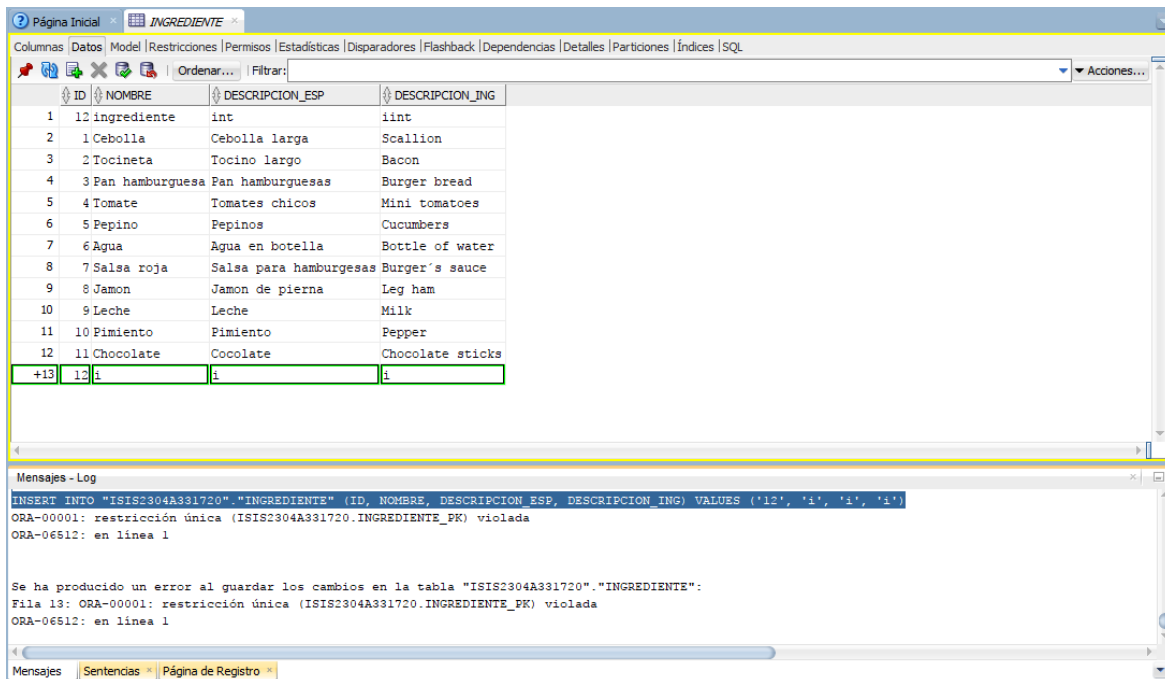 Página Inicial × INGREDIENTE ×
Columnas Datos Model |Restricciones |Permisos |Estadísticas |Disparadores |Flashback |Dependencias |Detalles |Particiones |Índices |SQL
Ordenar... Filtrar: Acciones...
ID NOMBRE DESCRIPCION_ESP DESCRIPCION_ING
1 12 ingrediente int iint
2 1 Cebolla Cebolla larga Scallion
3 2 Tocineta Tocino largo Bacon
4 3 Pan hamburguesa Pan hamburguesas Burger bread
5 4 Tomate Tomates chicos Mini tomatoes
6 5 Pepino Pepinos Cucumbers
7 6 Agua Agua en botella Bottle of water
8 7 Salsa roja Salsa para hamburgesas Burger´s sauce
9 8 Jamon Jamon de pierna Leg ham
10 9 Leche Leche Milk
11 10 Pimiento Pimiento Pepper
12 11 Chocolate Cocolate Chocolate sticks
+13 12 i i i
Mensajes - Log
INSERT INTO "ISIS2304A331720"."INGREDIENTE" (ID, NOMBRE, DESCRIPCION_ESP, DESCRIPCION_ING) VALUES ('12', 'i', 'i', 'i')
ORA-00001: restricción única (ISIS2304A331720.INGREDIENTE_PK) violada
ORA-06512: en línea 1
Se ha producido un error al guardar los cambios en la tabla "ISIS2304A331720"."INGREDIENTE":
Fila 13: ORA-00001: restricción única (ISIS2304A331720.INGREDIENTE_PK) violada
ORA-06512: en línea 1
Mensajes Sentencias × Página de Registro ×